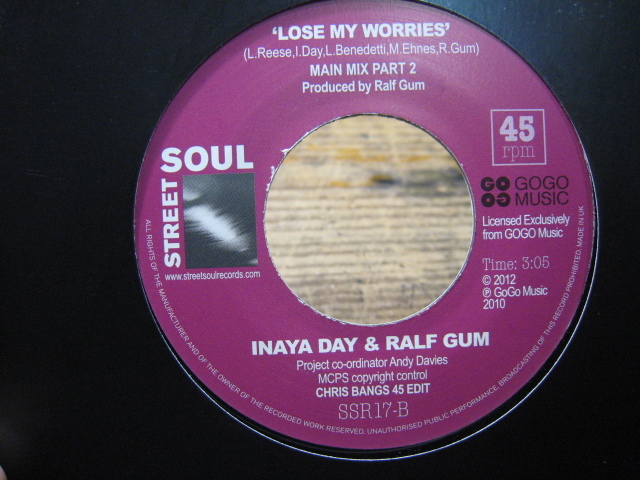 'LOSE MY WORRIES'
(L.Reese,I.Day,L.Benedetti,M.Ehnes,R.Gum)
MAIN MIX PART 2
Produced by Ralf Gum
45
rpm
STREET
SOUL
www.streetsoulrecords.com
GO
GO
GOGO
MUSIC
Licensed Exclusively
from GOGO Music
Time: 3:05
© 2012
℗ GoGo Music
2010
INAYA DAY & RALF GUM
Project co-ordinator Andy Davies
MCPS copyright control
CHRIS BANGS 45 EDIT
SSR17-B
ALL RIGHTS OF THE MANUFACTURER AND OF THE OWNER OF THE RECORDED WORK RESERVED. UNAUTHORISED PUBLIC PERFORMANCE, BROADCASTING OF THIS RECORD PROHIBITED. MADE IN UK